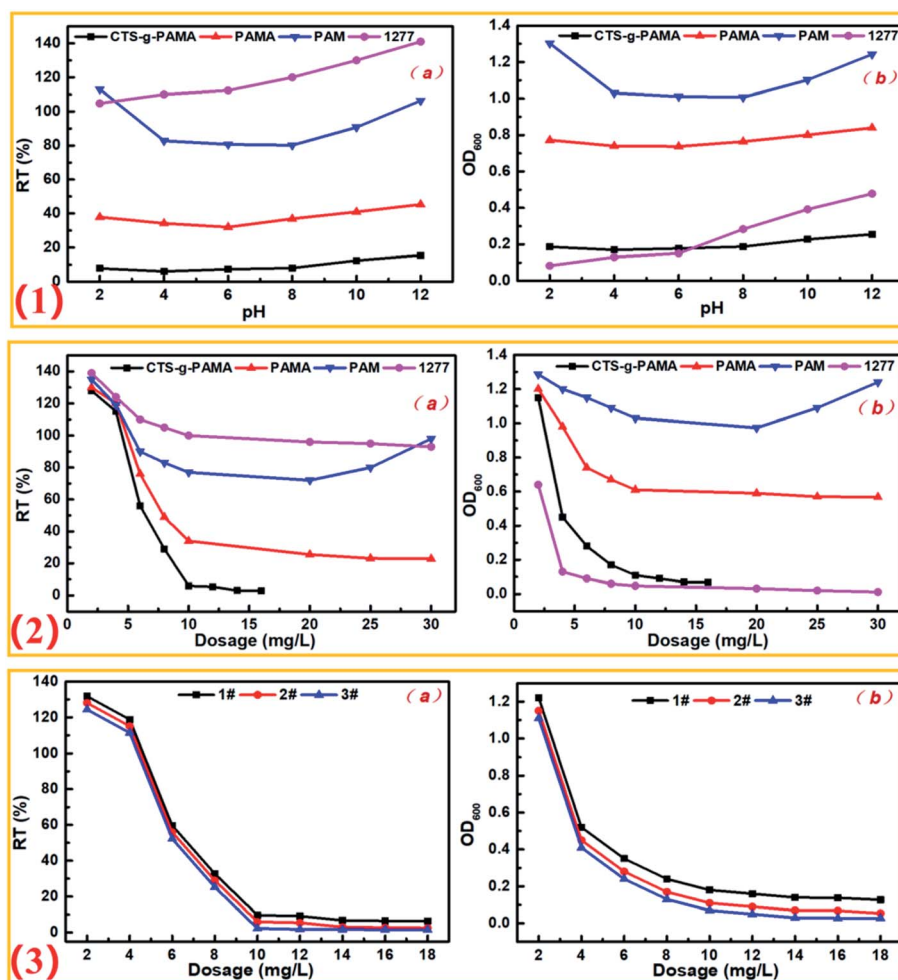 CTS-g-PAMA PAMA PAM 1277
(a)
140
120
100
80
60
40
20
0
RT (%)
2 4 6 8 10 12
pH
(1)
CTS-g-PAMA PAMA PAM 1277
(b)
1.4
1.2
1.0
0.8
0.6
0.4
0.2
0.0
OD600
2 4 6 8 10 12
pH
CTS-g-PAMA PAMA PAM 1277
(a)
140
120
100
80
60
40
20
0
RT (%)
0 5 10 15 20 25 30
Dosage (mg/L)
(2)
CTS-g-PAMA PAMA PAM 1277
(b)
1.4
1.2
1.0
0.8
0.6
0.4
0.2
0.0
OD600
0 5 10 15 20 25 30
Dosage (mg/L)
1# 2# 3#
(a)
140
120
100
80
60
40
20
0
RT (%)
2 4 6 8 10 12 14 16 18
Dosage (mg/L)
(3)
1# 2# 3#
(b)
1.2
1.0
0.8
0.6
0.4
0.2
0.0
OD600
2 4 6 8 10 12 14 16 18
Dosage (mg/L)